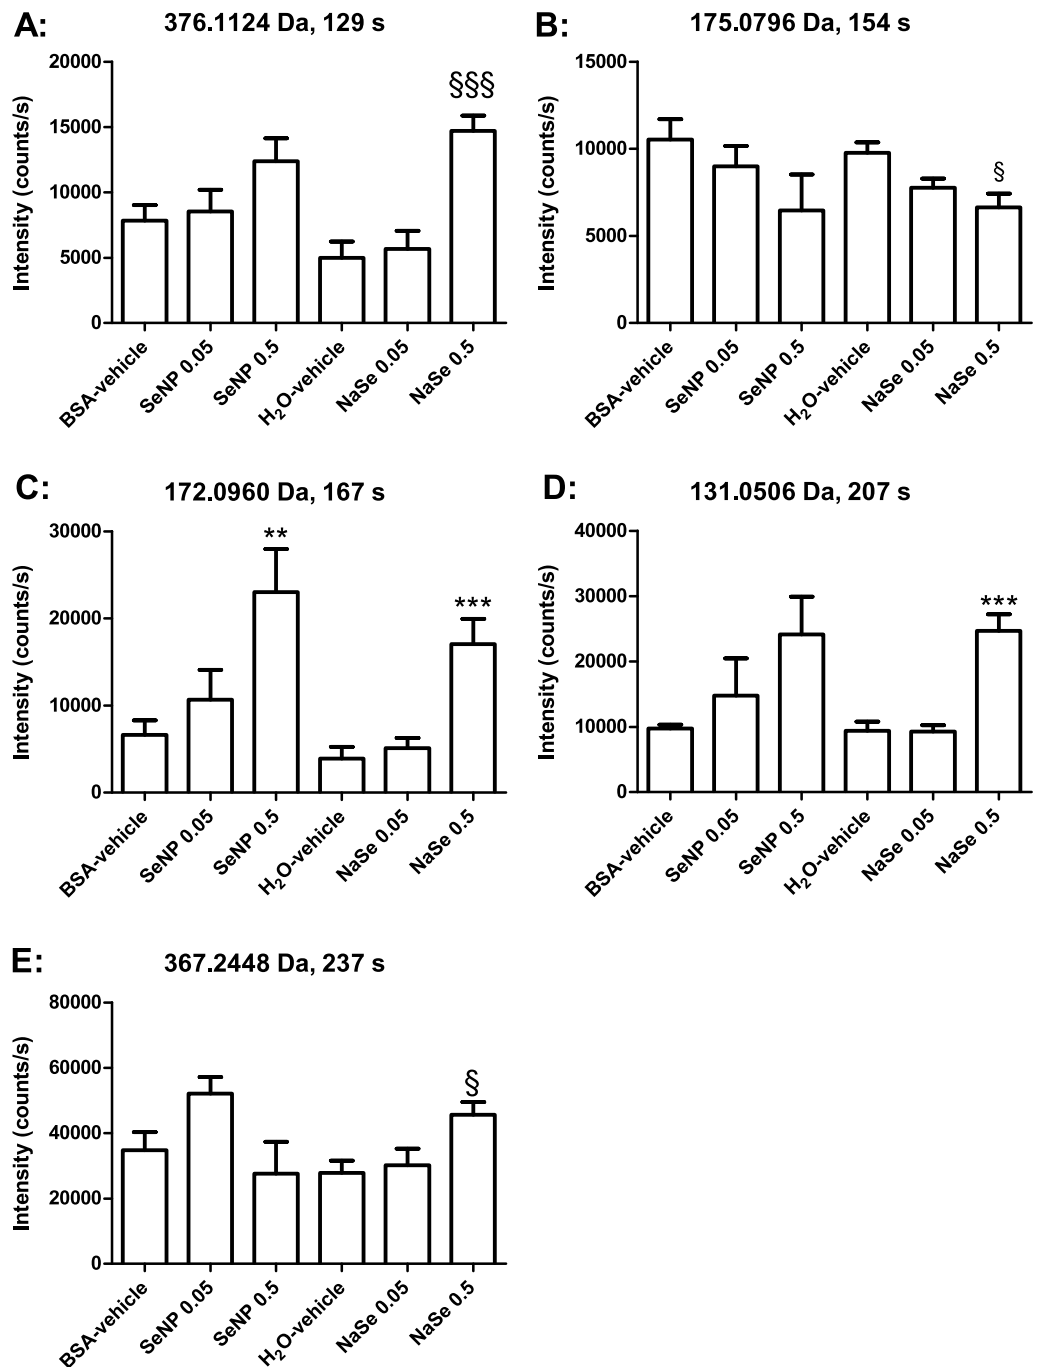 A: 376.1124 Da, 129 s
Intensity (counts/s)
20000
15000
10000
5000
0
§§§
BSA-vehicle
SeNP 0.05
SeNP 0.5
H₂O-vehicle
NaSe 0.05
NaSe 0.5
B: 175.0796 Da, 154 s
Intensity (counts/s)
15000
10000
5000
0
§
BSA-vehicle
SeNP 0.05
SeNP 0.5
H₂O-vehicle
NaSe 0.05
NaSe 0.5
C: 172.0960 Da, 167 s
Intensity (counts/s)
30000
20000
10000
0
**
***
BSA-vehicle
SeNP 0.05
SeNP 0.5
H₂O-vehicle
NaSe 0.05
NaSe 0.5
D: 131.0506 Da, 207 s
Intensity (counts/s)
40000
30000
20000
10000
0
***
BSA-vehicle
SeNP 0.05
SeNP 0.5
H₂O-vehicle
NaSe 0.05
NaSe 0.5
E: 367.2448 Da, 237 s
Intensity (counts/s)
80000
60000
40000
20000
0
§
BSA-vehicle
SeNP 0.05
SeNP 0.5
H₂O-vehicle
NaSe 0.05
NaSe 0.5